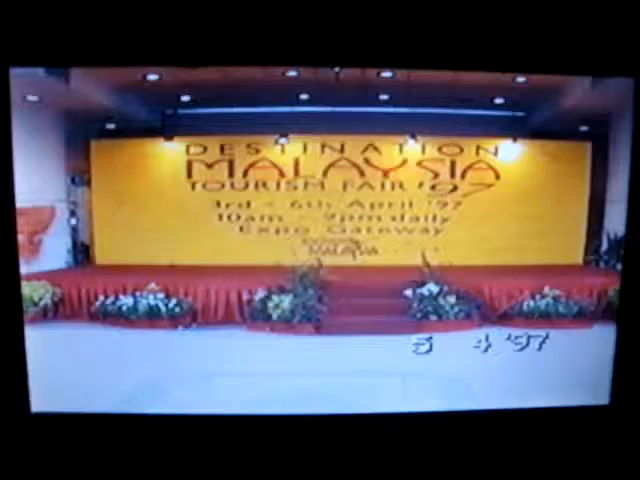 DESTINATION
MALAYSIA
TOURISM FAIR '97
3rd - 6th April '97
10am - 9pm daily
Expo Gateway
MALAYSIA
5 4 '97